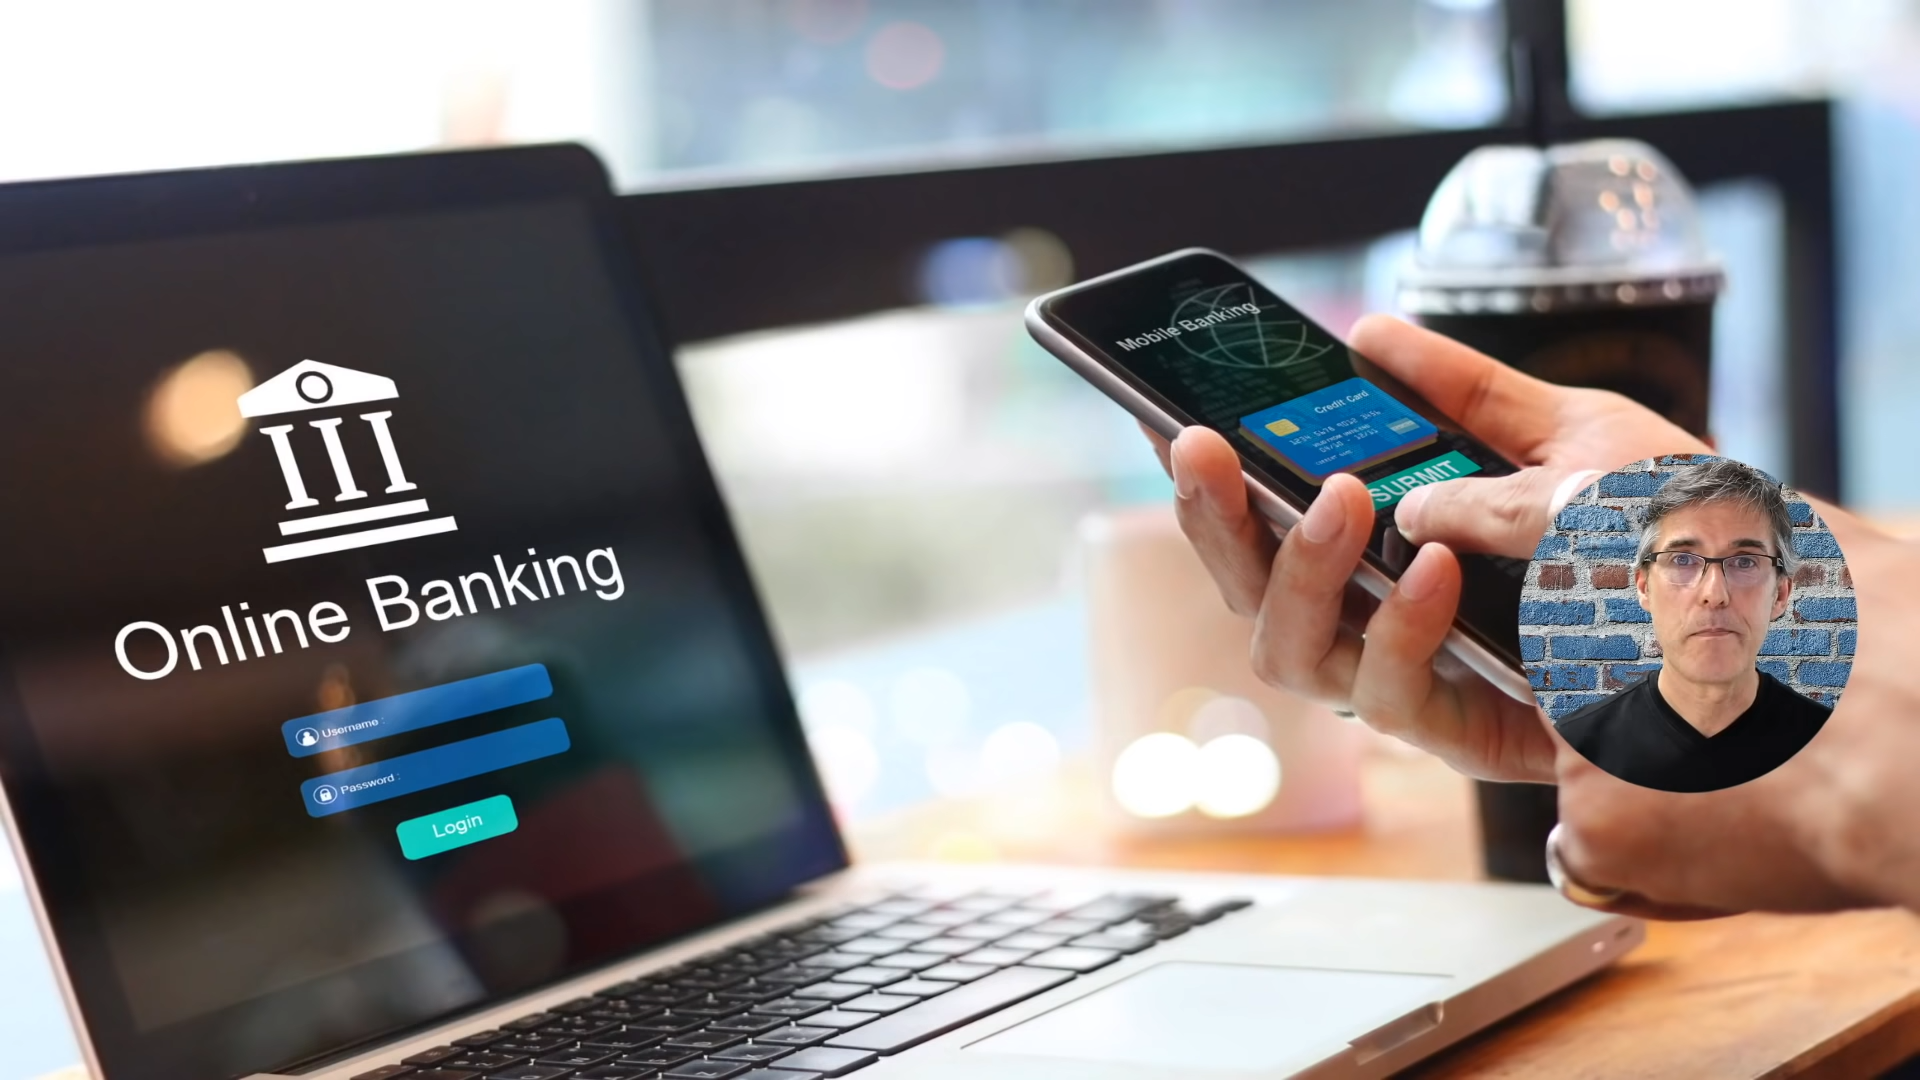 Online Banking
Username :
Password :
Login
Mobile Banking
Credit Card
SUBMIT